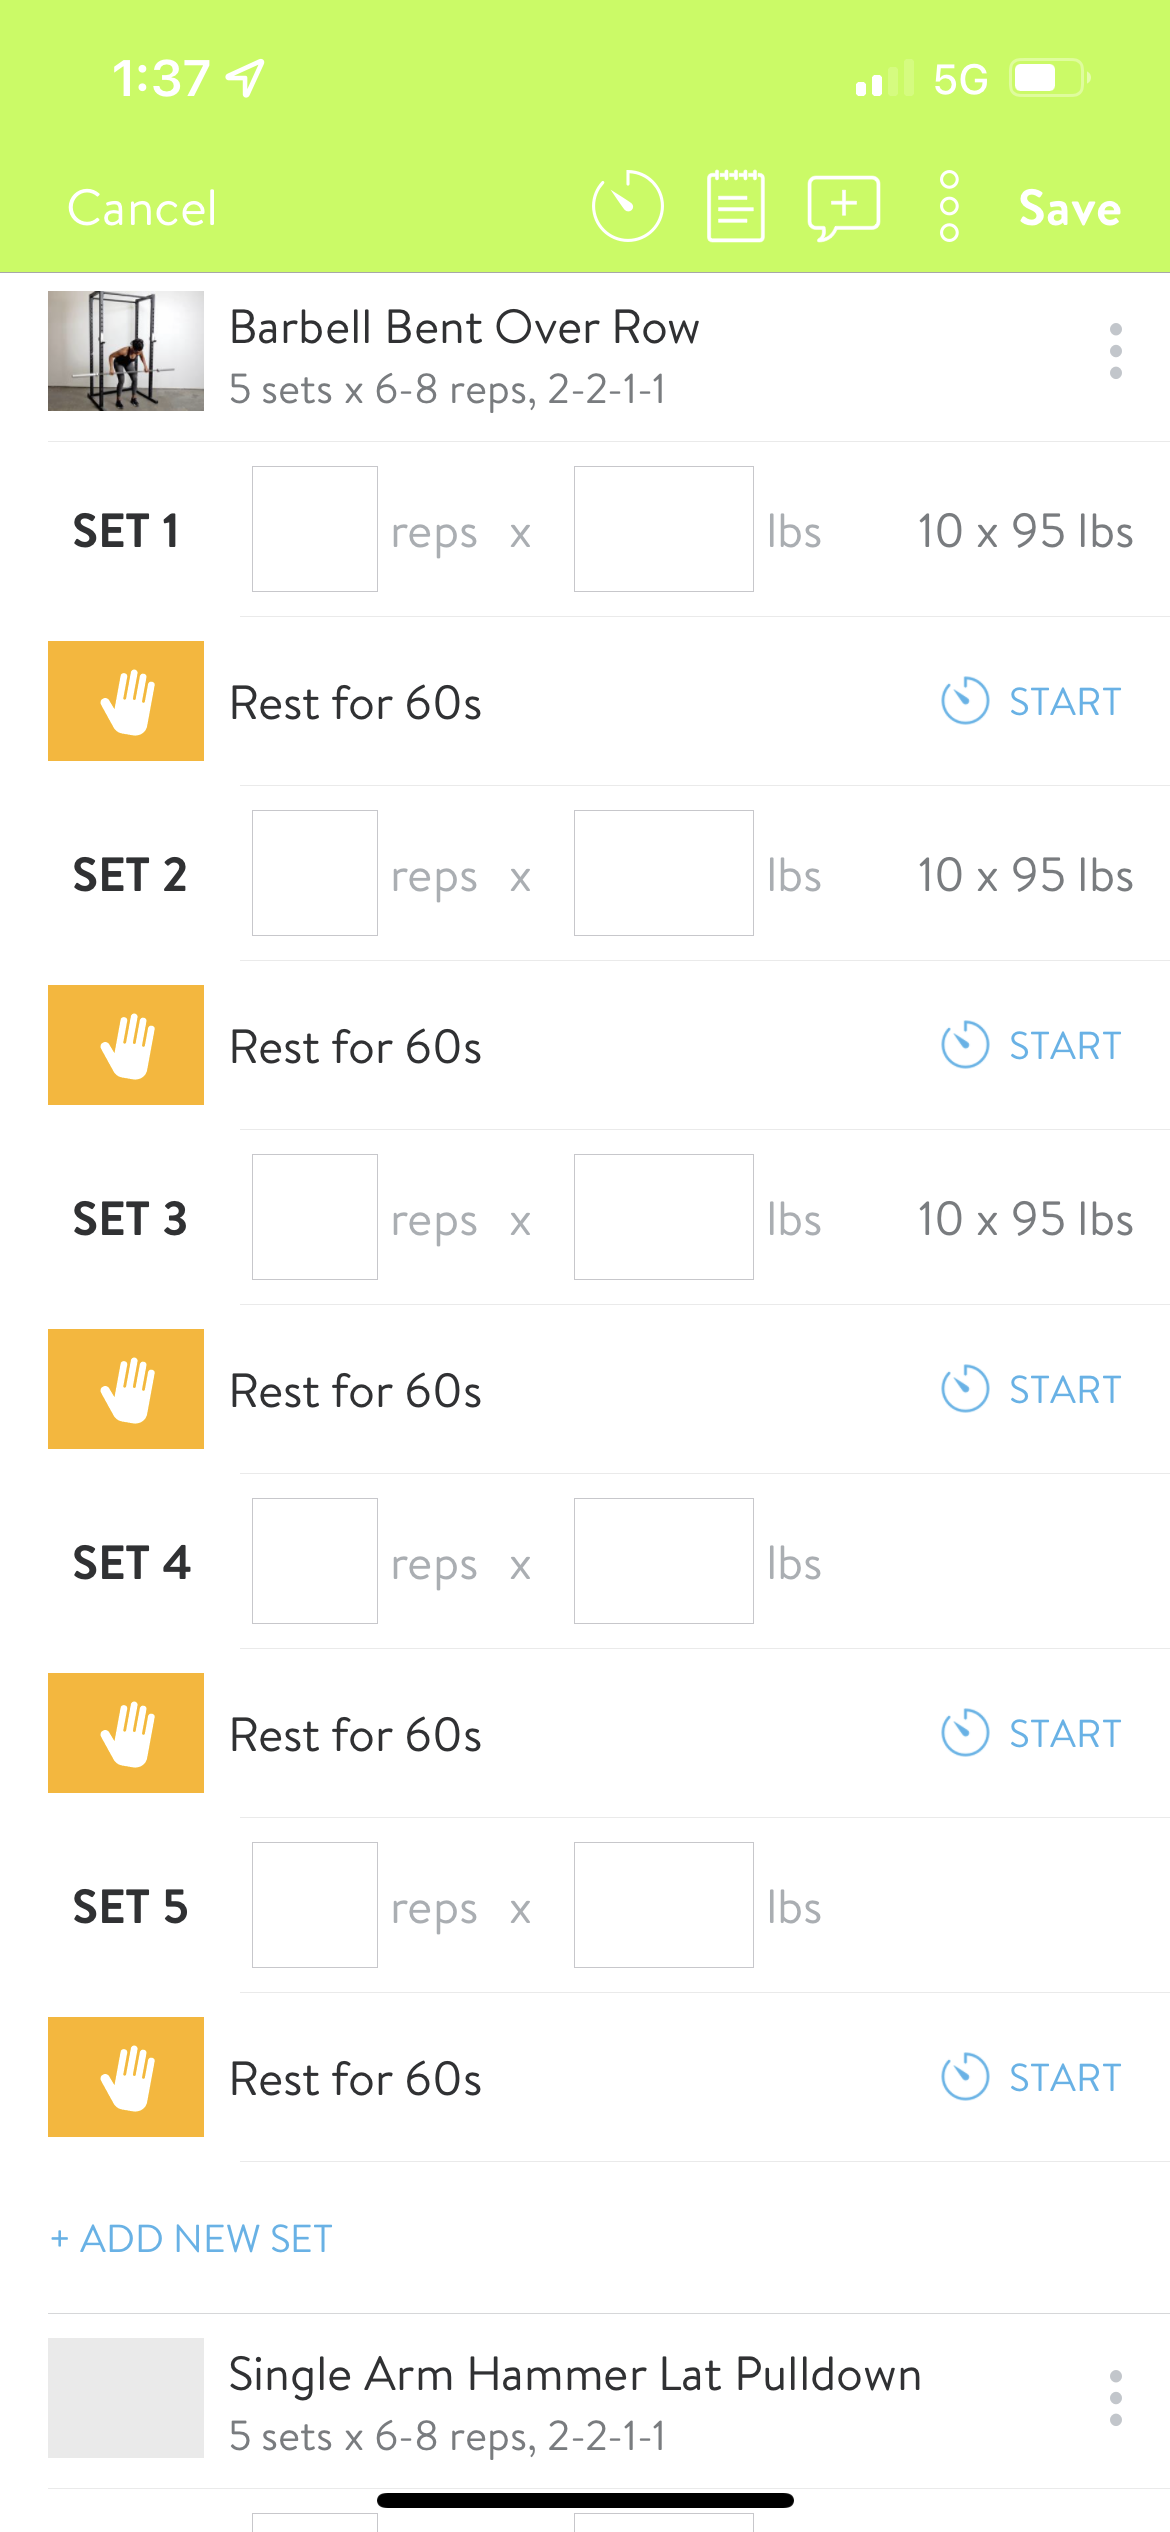 1:37 5G
Cancel Save
Barbell Bent Over Row
5 sets x 6-8 reps, 2-2-1-1
SET 1 reps x lbs 10 x 95 lbs
Rest for 60s START
SET 2 reps x lbs 10 x 95 lbs
Rest for 60s START
SET 3 reps x lbs 10 x 95 lbs
Rest for 60s START
SET 4 reps x lbs
Rest for 60s START
SET 5 reps x lbs
Rest for 60s START
+ ADD NEW SET
Single Arm Hammer Lat Pulldown
5 sets x 6-8 reps, 2-2-1-1